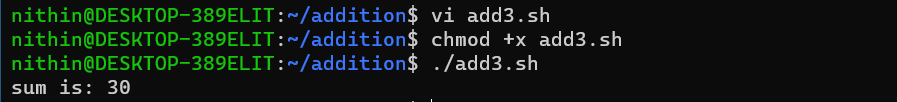 nithin@DESKTOP-389ELIT:~/addition$ vi add3.sh
nithin@DESKTOP-389ELIT:~/addition$ chmod +x add3.sh
nithin@DESKTOP-389ELIT:~/addition$ ./add3.sh
sum is: 30